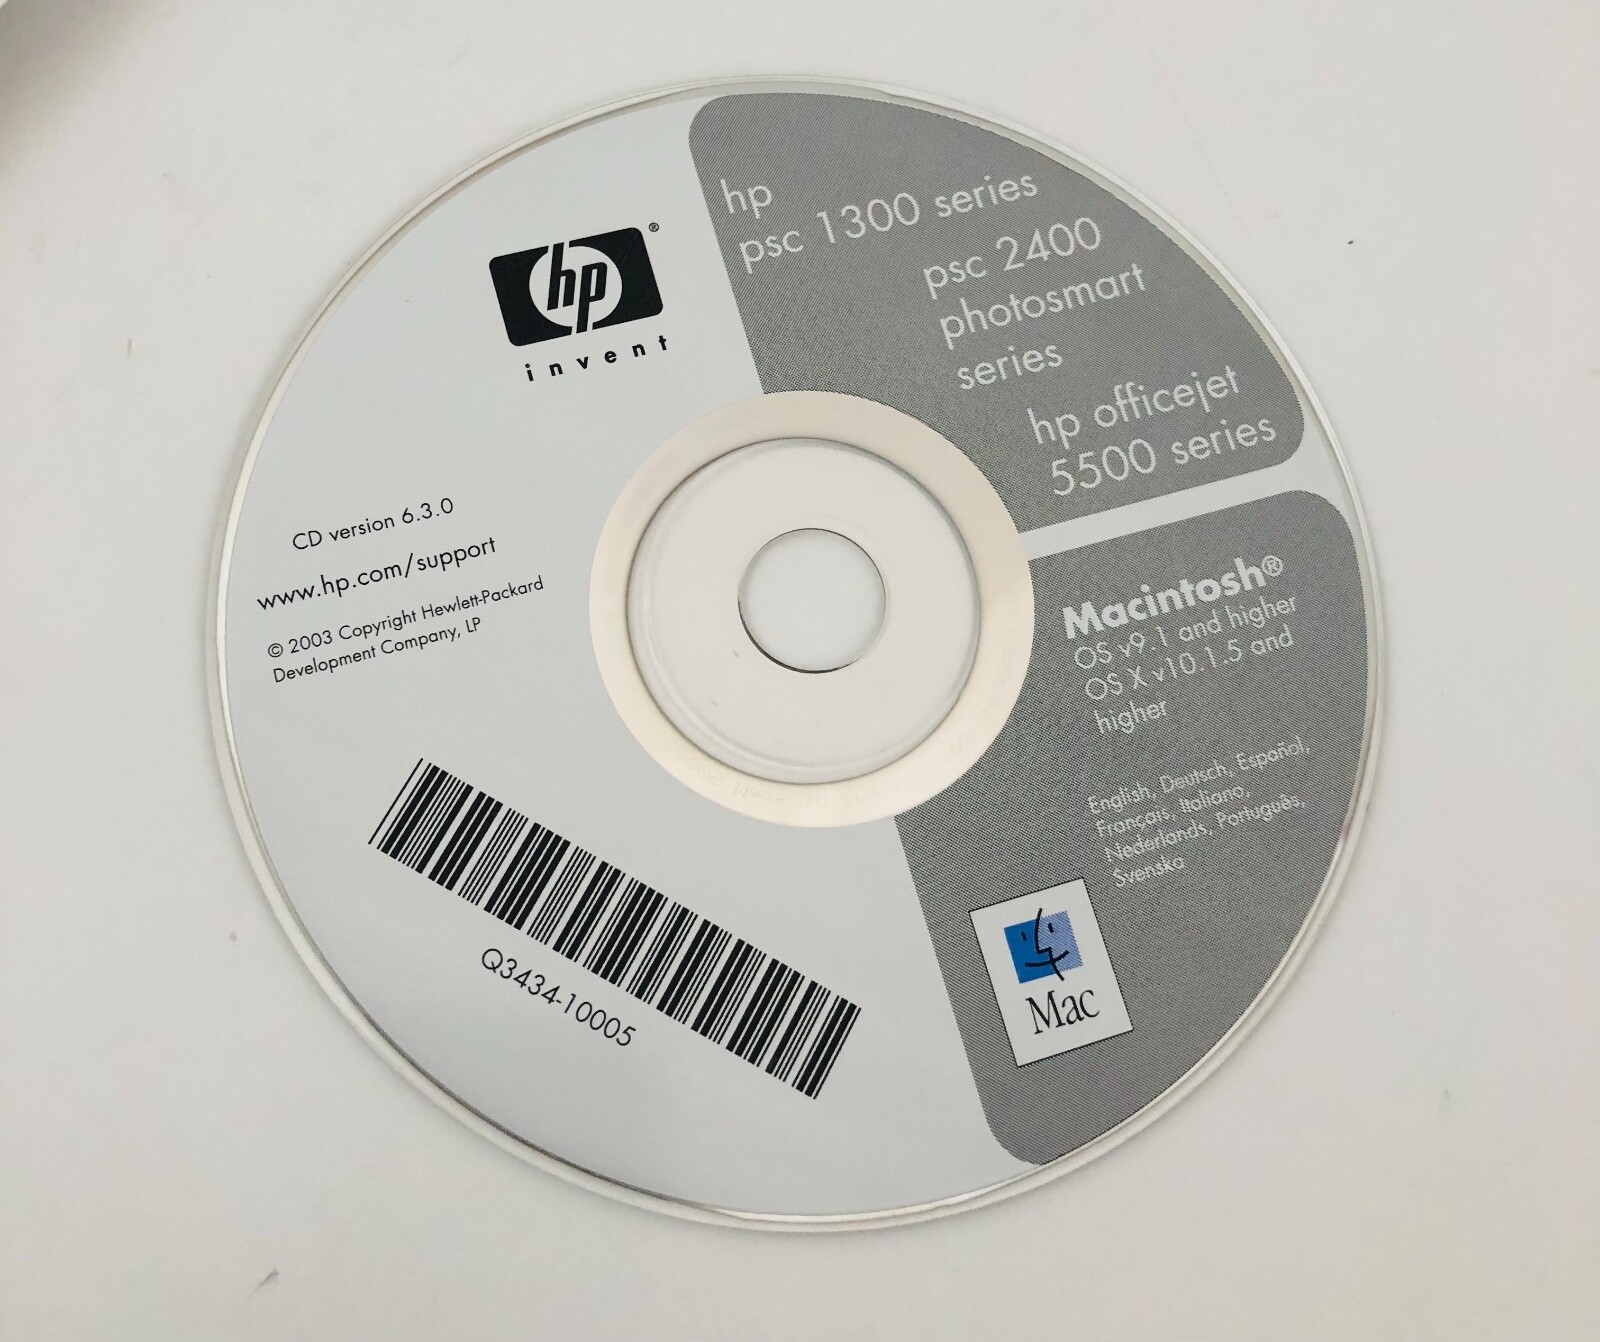 hp
psc 1300 series
psc 2400
photosmart
series
hp officejet
5500 series
hp®
invent
CD version 6.3.0
www.hp.com/support
© 2003 Copyright Hewlett-Packard
Development Company, LP
Macintosh®
OS v9.1 and higher
OS X v10.1.5 and
higher
English, Deutsch, Español,
Français, Italiano,
Nederlands, Português,
Svenska
Mac
Q3434-10005